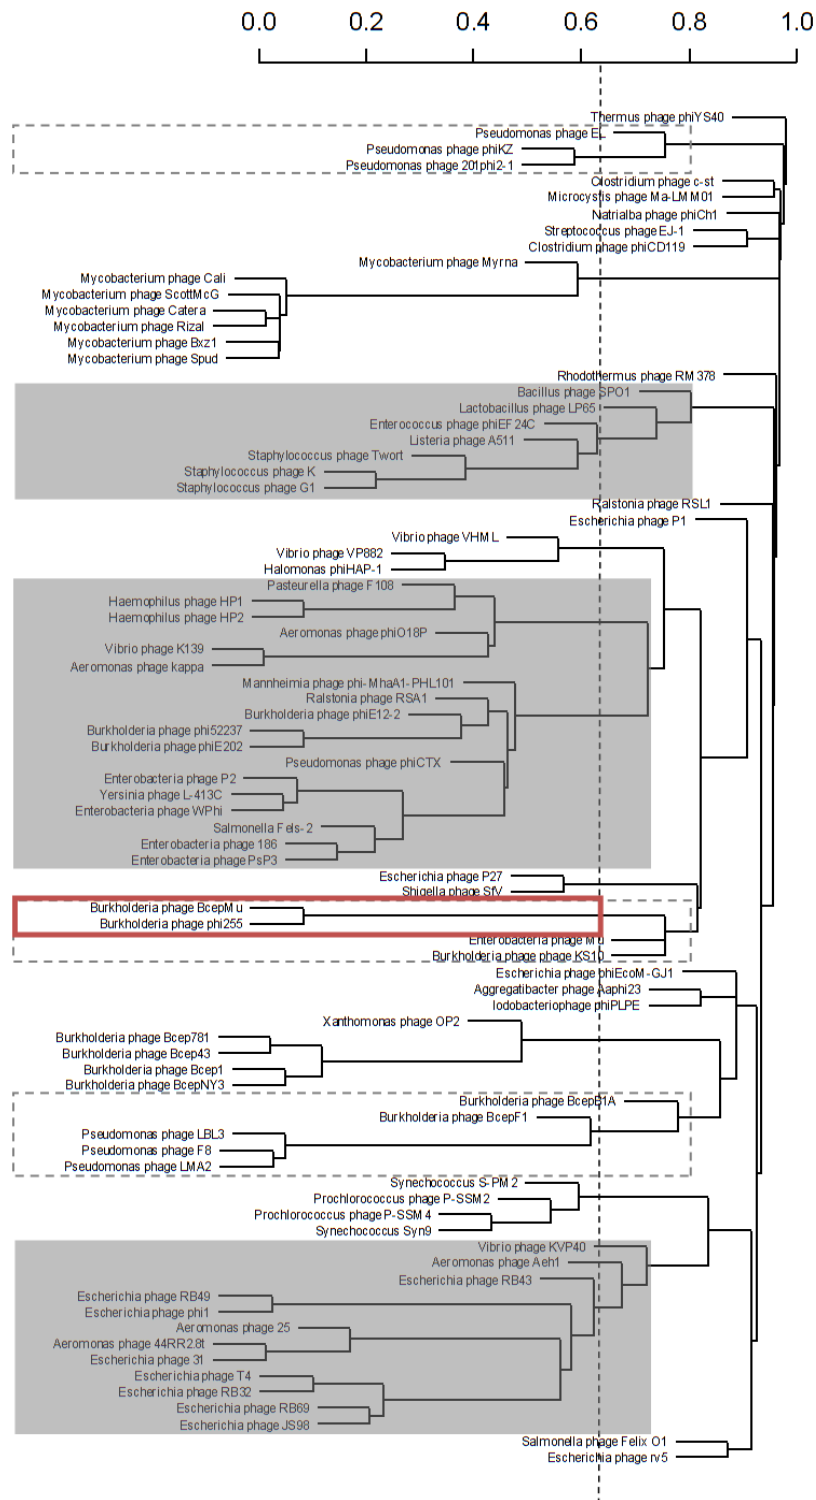 0.0 0.2 0.4 0.6 0.8 1.0
Thermus phage phiYS40
Pseudomonas phage EL
Pseudomonas phage phiKZ
Pseudomonas phage 201phi2-1
Clostridium phage c-st
Microcystis phage Ma-LMM01
Natrialba phage phiCh1
Streptococcus phage EJ-1
Clostridium phage phiCD119
Mycobacterium phage Myrna
Mycobacterium phage Cali
Mycobacterium phage ScottMcG
Mycobacterium phage Catera
Mycobacterium phage Rizal
Mycobacterium phage Bxz1
Mycobacterium phage Spud
Rhodothermus phage RM378
Bacillus phage SPO1
Lactobacillus phage LP65
Enterococcus phage phiEF24C
Listeria phage A511
Staphylococcus phage Twort
Staphylococcus phage K
Staphylococcus phage G1
Ralstonia phage RSL1
Escherichia phage P1
Vibrio phage VHML
Vibrio phage VP882
Halomonas phiHAP-1
Pasteurella phage F108
Haemophilus phage HP1
Haemophilus phage HP2
Aeromonas phage phiO18P
Vibrio phage K139
Aeromonas phage kappa
Mannheimia phage phi-MhaA1-PHL101
Ralstonia phage RSA1
Burkholderia phage phiE12-2
Burkholderia phage phi52237
Burkholderia phage phiE202
Pseudomonas phage phiCTX
Enterobacteria phage P2
Yersinia phage L-413C
Enterobacteria phage WPhi
Salmonella Fels-2
Enterobacteria phage 186
Enterobacteria phage PsP3
Escherichia phage P27
Shigella phage SfV
Burkholderia phage BcepMu
Burkholderia phage phi255
Enterobacteria phage Mu
Burkholderia phage phage KS10
Escherichia phage phiEcoM-GJ1
Aggregatibacter phage Aaphi23
Iodobacteriophage phiPLPE
Xanthomonas phage OP2
Burkholderia phage Bcep781
Burkholderia phage Bcep43
Burkholderia phage Bcep1
Burkholderia phage BcepNY3
Burkholderia phage BcepB1A
Burkholderia phage BcepF1
Pseudomonas phage LBL3
Pseudomonas phage F8
Pseudomonas phage LMA2
Synechococcus S-PM2
Prochlorococcus phage P-SSM2
Prochlorococcus phage P-SSM4
Synechococcus Syn9
Vibrio phage KVP40
Aeromonas phage Aeh1
Escherichia phage RB43
Escherichia phage RB49
Escherichia phage phi1
Aeromonas phage 25
Aeromonas phage 44RR2.8t
Escherichia phage 31
Escherichia phage T4
Escherichia phage RB32
Escherichia phage RB69
Escherichia phage JS98
Salmonella phage Felix O1
Escherichia phage rv5